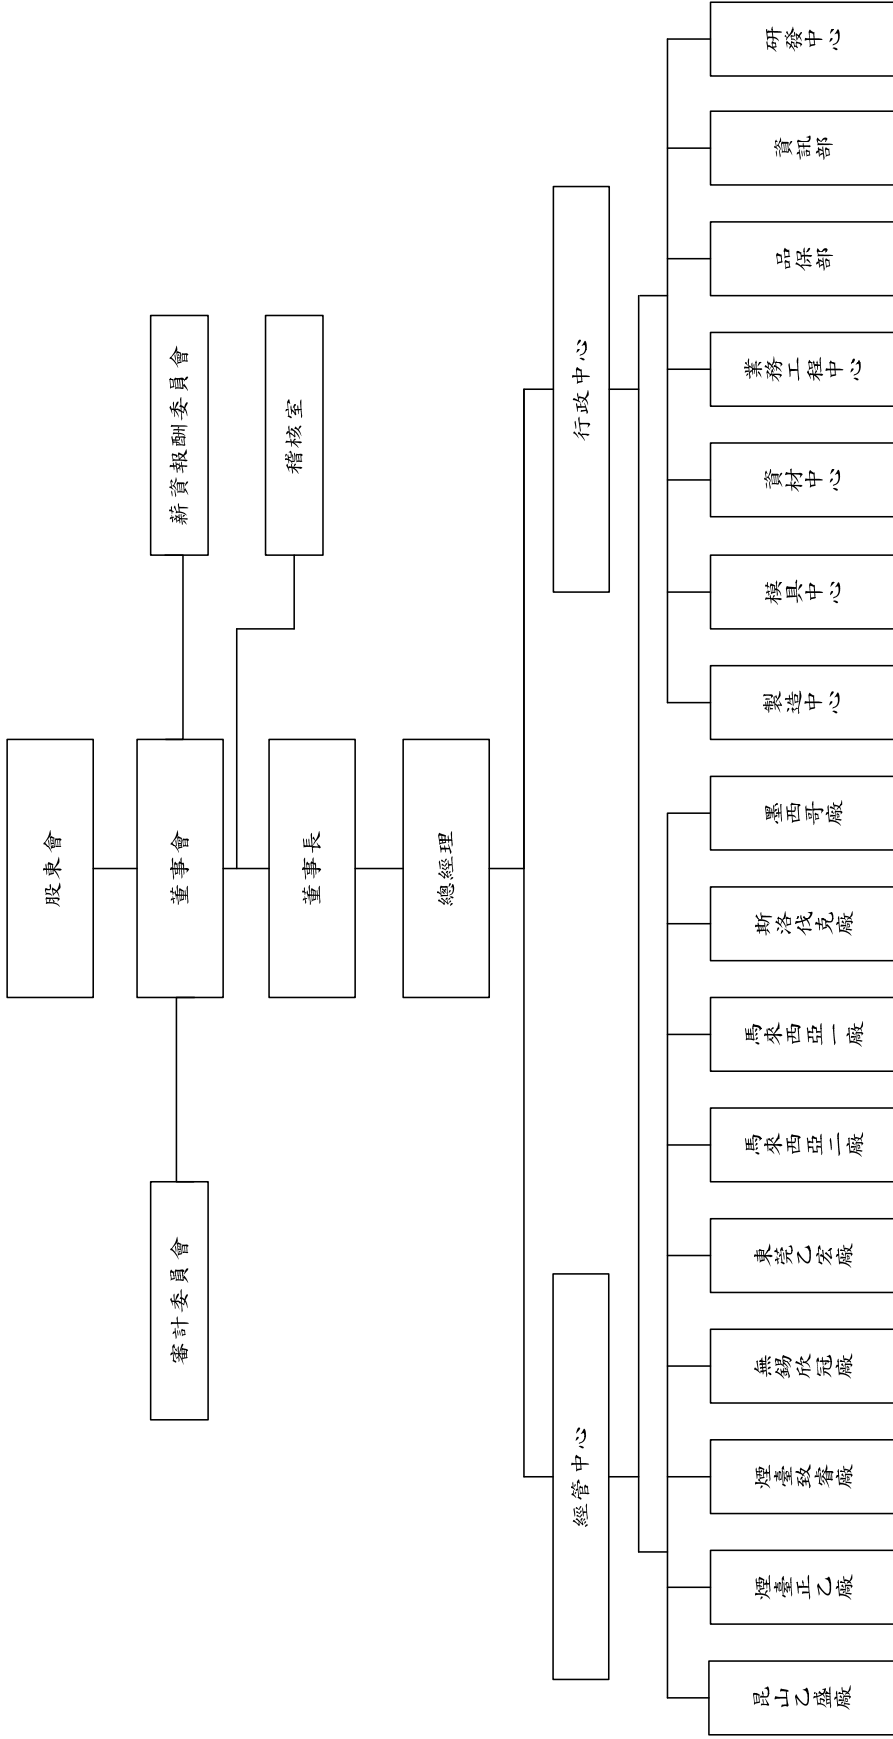 股東會
審計委員會
董事會
薪資報酬委員會
稽核室
董事長
總經理
經管中心
行政中心
昆山乙盛廠
煙臺正乙廠
煙臺致睿廠
無錫欣冠廠
東莞乙宏廠
馬來西亞二廠
馬來西亞一廠
斯洛伐克廠
墨西哥廠
製造中心
模具中心
資材中心
業務工程中心
品保部
資訊部
研發中心